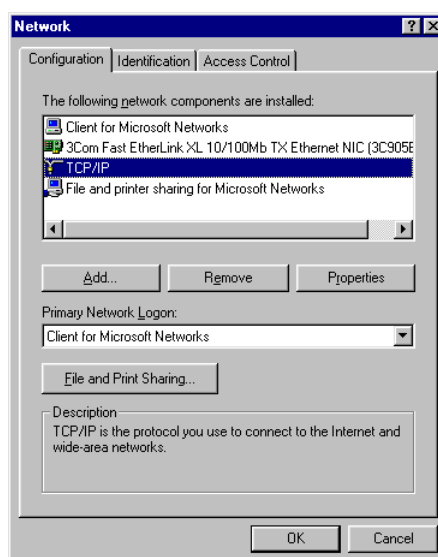 Network
Configuration Identification Access Control
The following network components are installed:
Client for Microsoft Networks
3Com Fast EtherLink XL 10/100Mb TX Ethernet NIC (3C905B
TCP/IP
File and printer sharing for Microsoft Networks
Add... Remove Properties
Primary Network Logon:
Client for Microsoft Networks
File and Print Sharing...
Description
TCP/IP is the protocol you use to connect to the Internet and
wide-area networks.
OK Cancel